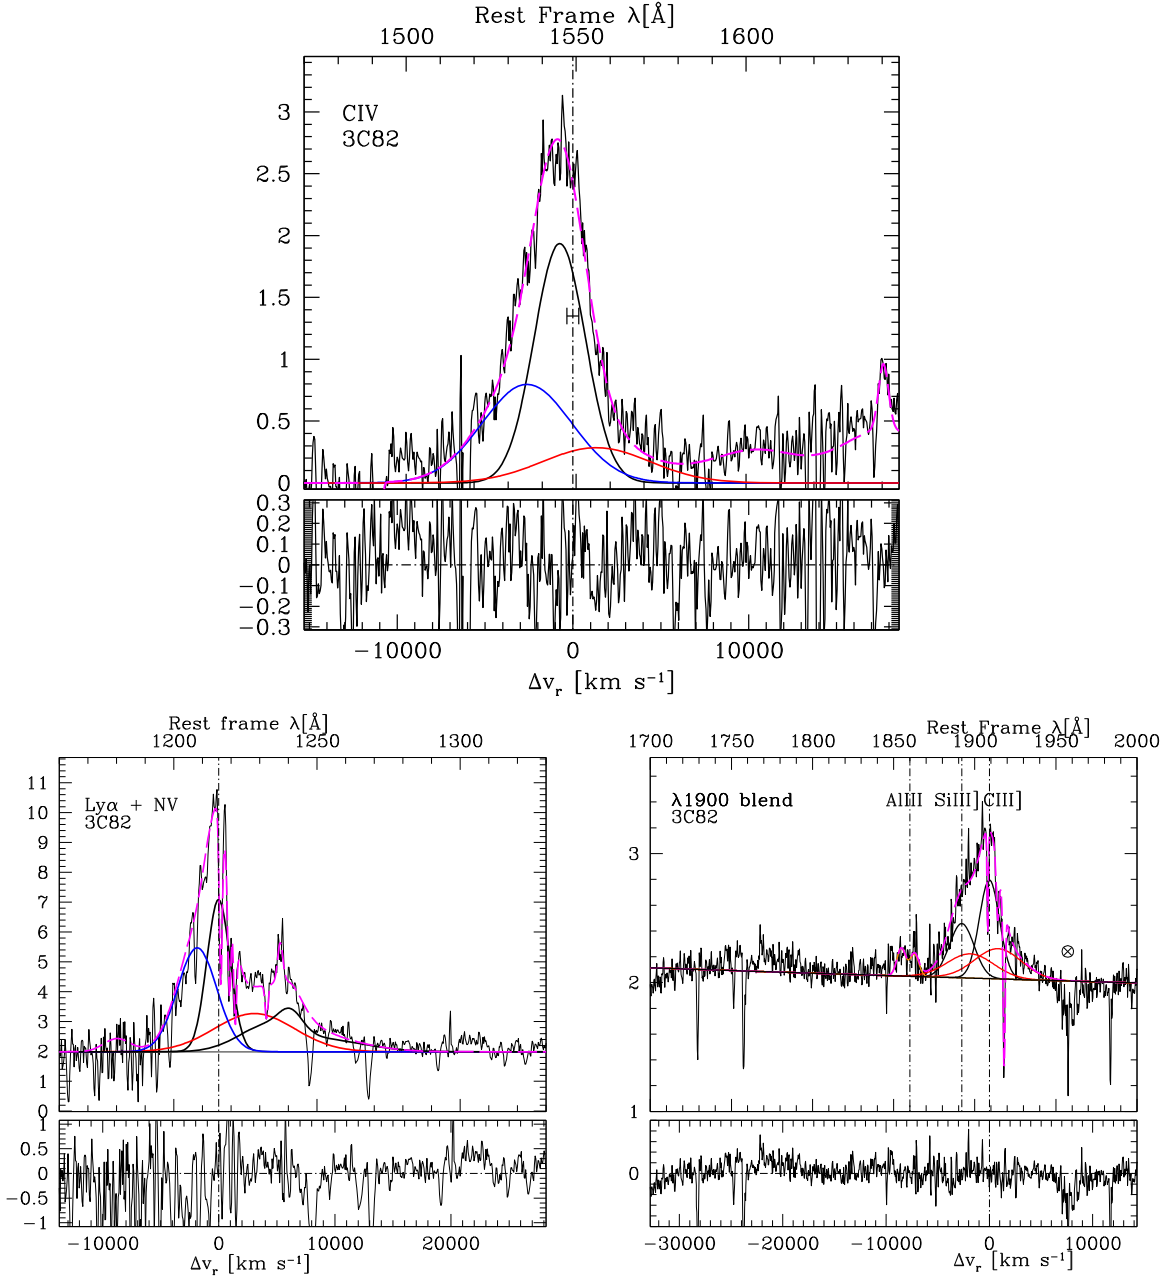 Rest Frame λ[Å]
1500 1550 1600
CIV
3C82
3
2.5
2
1.5
1
0.5
0
0.3
0.2
0.1
0
−0.1
−0.2
−0.3
−10000 0 10000
Δvr [km s⁻¹]
Rest frame λ[Å]
1200 1250 1300
Lyα + NV
3C82
11
10
9
8
7
6
5
4
3
2
1
0
1
0.5
0
−0.5
−1
−10000 0 10000 20000
Δvr [km s⁻¹]
Rest Frame λ[Å]
1700 1750 1800 1850 1900 1950 2000
λ1900 blend
3C82
AlIII SiIII] CIII]
3
2
1
0
−30000 −20000 −10000 0 10000
Δvr [km s⁻¹]